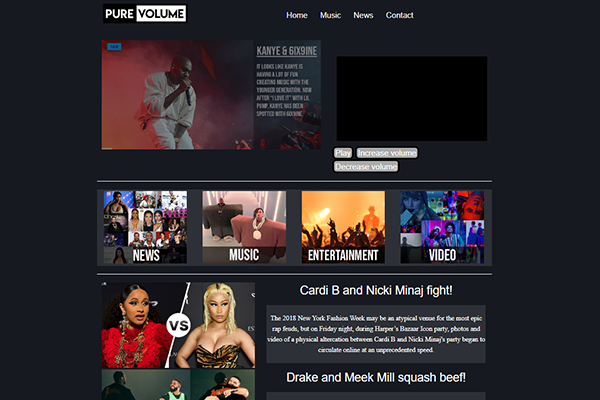 PURE VOLUME
Home Music News Contact
KANYE & 6IX9INE
IT LOOKS LIKE KANYE IS
HAVING A LOT OF FUN
CREATING MUSIC WITH THE
YOUNGER GENERATION. NOW
AFTER "I LOVE IT" WITH LIL
PUMP, KANYE HAS BEEN
SPOTTED WITH 6IX9INE.
Play Increase volume
Decrease volume
NEWS
MUSIC
ENTERTAINMENT
VIDEO
VS
Cardi B and Nicki Minaj fight!
The 2018 New York Fashion Week may be an atypical venue for the most epic
rap feuds, but on Friday night, during Harper's Bazaar Icon party, photos and
video of a physical altercation between Cardi B and Nicki Minaj's party began to
circulate online at an unprecedented speed.
Drake and Meek Mill squash beef!